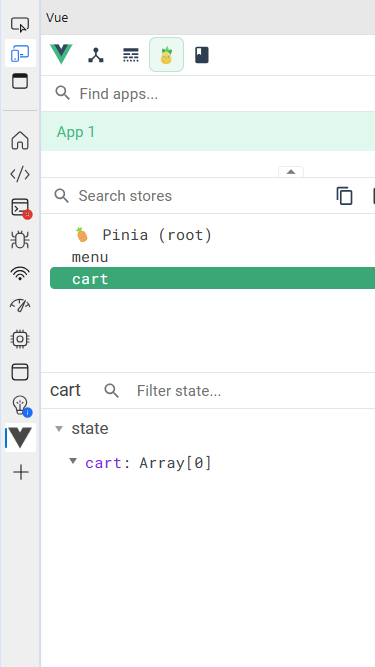 Vue
Find apps...
App 1
Search stores
Pinia (root)
menu
cart
cart Filter state...
state
cart: Array[0]